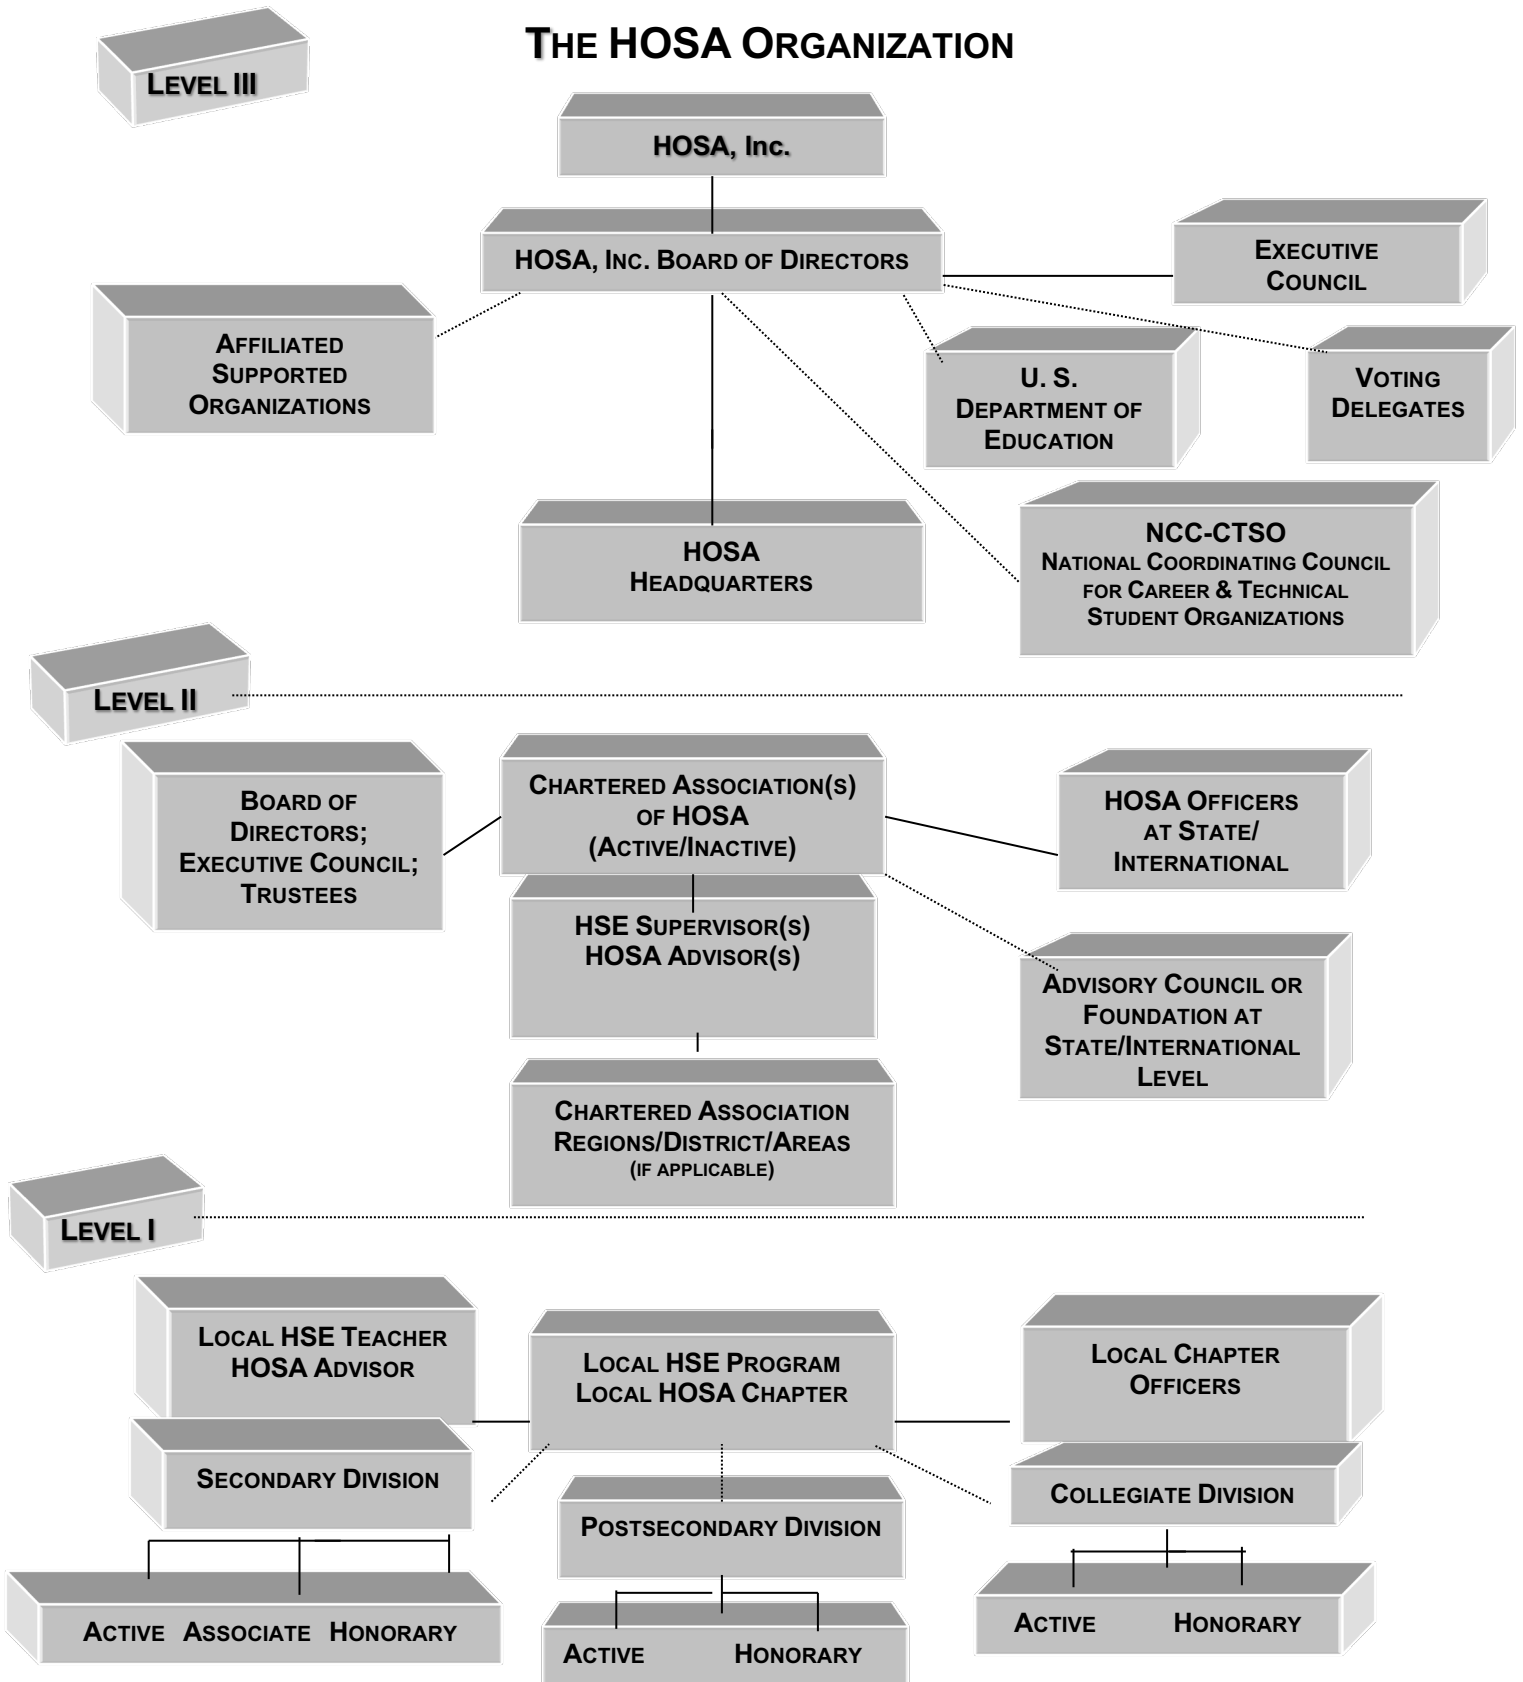 THE HOSA ORGANIZATION
LEVEL III
HOSA, Inc.
HOSA, INC. BOARD OF DIRECTORS
EXECUTIVE
COUNCIL
AFFILIATED
SUPPORTED
ORGANIZATIONS
U. S.
DEPARTMENT OF
EDUCATION
VOTING
DELEGATES
HOSA
HEADQUARTERS
NCC-CTSO
NATIONAL COORDINATING COUNCIL
FOR CAREER & TECHNICAL
STUDENT ORGANIZATIONS
LEVEL II
BOARD OF
DIRECTORS;
EXECUTIVE COUNCIL;
TRUSTEES
CHARTERED ASSOCIATION(S)
OF HOSA
(ACTIVE/INACTIVE)
HOSA OFFICERS
AT STATE/
INTERNATIONAL
HSE SUPERVISOR(S)
HOSA ADVISOR(S)
ADVISORY COUNCIL OR
FOUNDATION AT
STATE/INTERNATIONAL
LEVEL
CHARTERED ASSOCIATION
REGIONS/DISTRICT/AREAS
(IF APPLICABLE)
LEVEL I
LOCAL HSE TEACHER
HOSA ADVISOR
LOCAL HSE PROGRAM
LOCAL HOSA CHAPTER
LOCAL CHAPTER
OFFICERS
SECONDARY DIVISION
POSTSECONDARY DIVISION
COLLEGIATE DIVISION
ACTIVE ASSOCIATE HONORARY
ACTIVE HONORARY
ACTIVE HONORARY